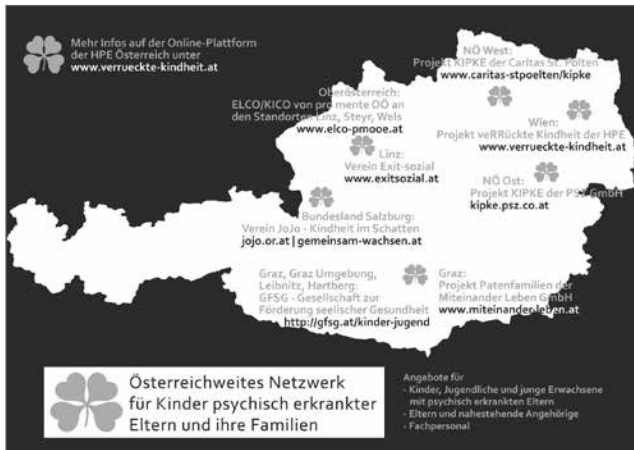 Mehr Infos auf der Online-Plattform
der HPE Österreich unter
www.verrueckte-kindheit.at
NÖ West:
Projekt KIPKE der Caritas St. Pölten
www.caritas-stpoelten/kipke
Oberösterreich:
ELCO/KICO von pro mente OÖ an
den Standorten Linz, Steyr, Wels
www.elco-pmooe.at
Wien:
Projekt veRRückte Kindheit der HPE
www.verrueckte-kindheit.at
Linz:
Verein Exit-sozial
www.exitsozial.at
NÖ Ost:
Projekt KIPKE der PSZ GmbH
kipke.psz.co.at
Bundesland Salzburg:
Verein JoJo - Kindheit im Schatten
jojo.or.at | gemeinsam-wachsen.at
Graz, Graz Umgebung,
Leibnitz, Hartberg:
GFSG - Gesellschaft zur
Förderung seelischer Gesundheit
http://gfsg.at/kinder-jugend
Graz:
Projekt Patenfamilien der
Miteinander Leben GmbH
www.miteinander-leben.at
Österreichweites Netzwerk
für Kinder psychisch erkrankter
Eltern und ihre Familien
Angebote für
- Kinder, Jugendliche und junge Erwachsene
mit psychisch erkrankten Eltern
- Eltern und nahestehende Angehörige
- Fachpersonal